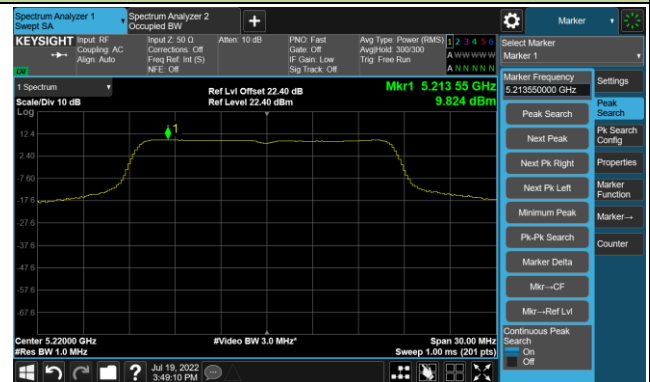 Spectrum Analyzer 1
Swept SA
Spectrum Analyzer 2
Occupied BW
Marker
KEYSIGHT
Input: RF
Coupling: AC
Align: Auto
Input Z: 50 Ω
Corrections: Off
Freq Ref: Int (S)
NFE: Off
Atten: 10 dB
PNO: Fast
Gate: Off
IF Gain: Low
Sig Track: Off
Avg Type: Power (RMS)
Avg|Hold: 300/300
Trig: Free Run
1 2 3 4 5 6
A W W W W W
A N N N N N
Select Marker
Marker 1
1 Spectrum
Scale/Div 10 dB
Log
Ref Lvl Offset 22.40 dB
Ref Level 22.40 dBm
Mkr1 5.213 55 GHz
9.824 dBm
1
12.4
2.40
-7.60
-17.6
-27.6
-37.6
-47.6
-57.6
-67.6
Center 5.22000 GHz
#Res BW 1.0 MHz
#Video BW 3.0 MHz*
Span 30.00 MHz
Sweep 1.00 ms (201 pts)
Marker Frequency
5.213550000 GHz
Peak Search
Next Peak
Next Pk Right
Next Pk Left
Minimum Peak
Pk-Pk Search
Marker Delta
Mkr→CF
Mkr→Ref Lvl
Continuous Peak
Search
On
Off
Settings
Peak
Search
Pk Search
Config
Properties
Marker
Function
Marker→
Counter
Jul 19, 2022
3:49:10 PM